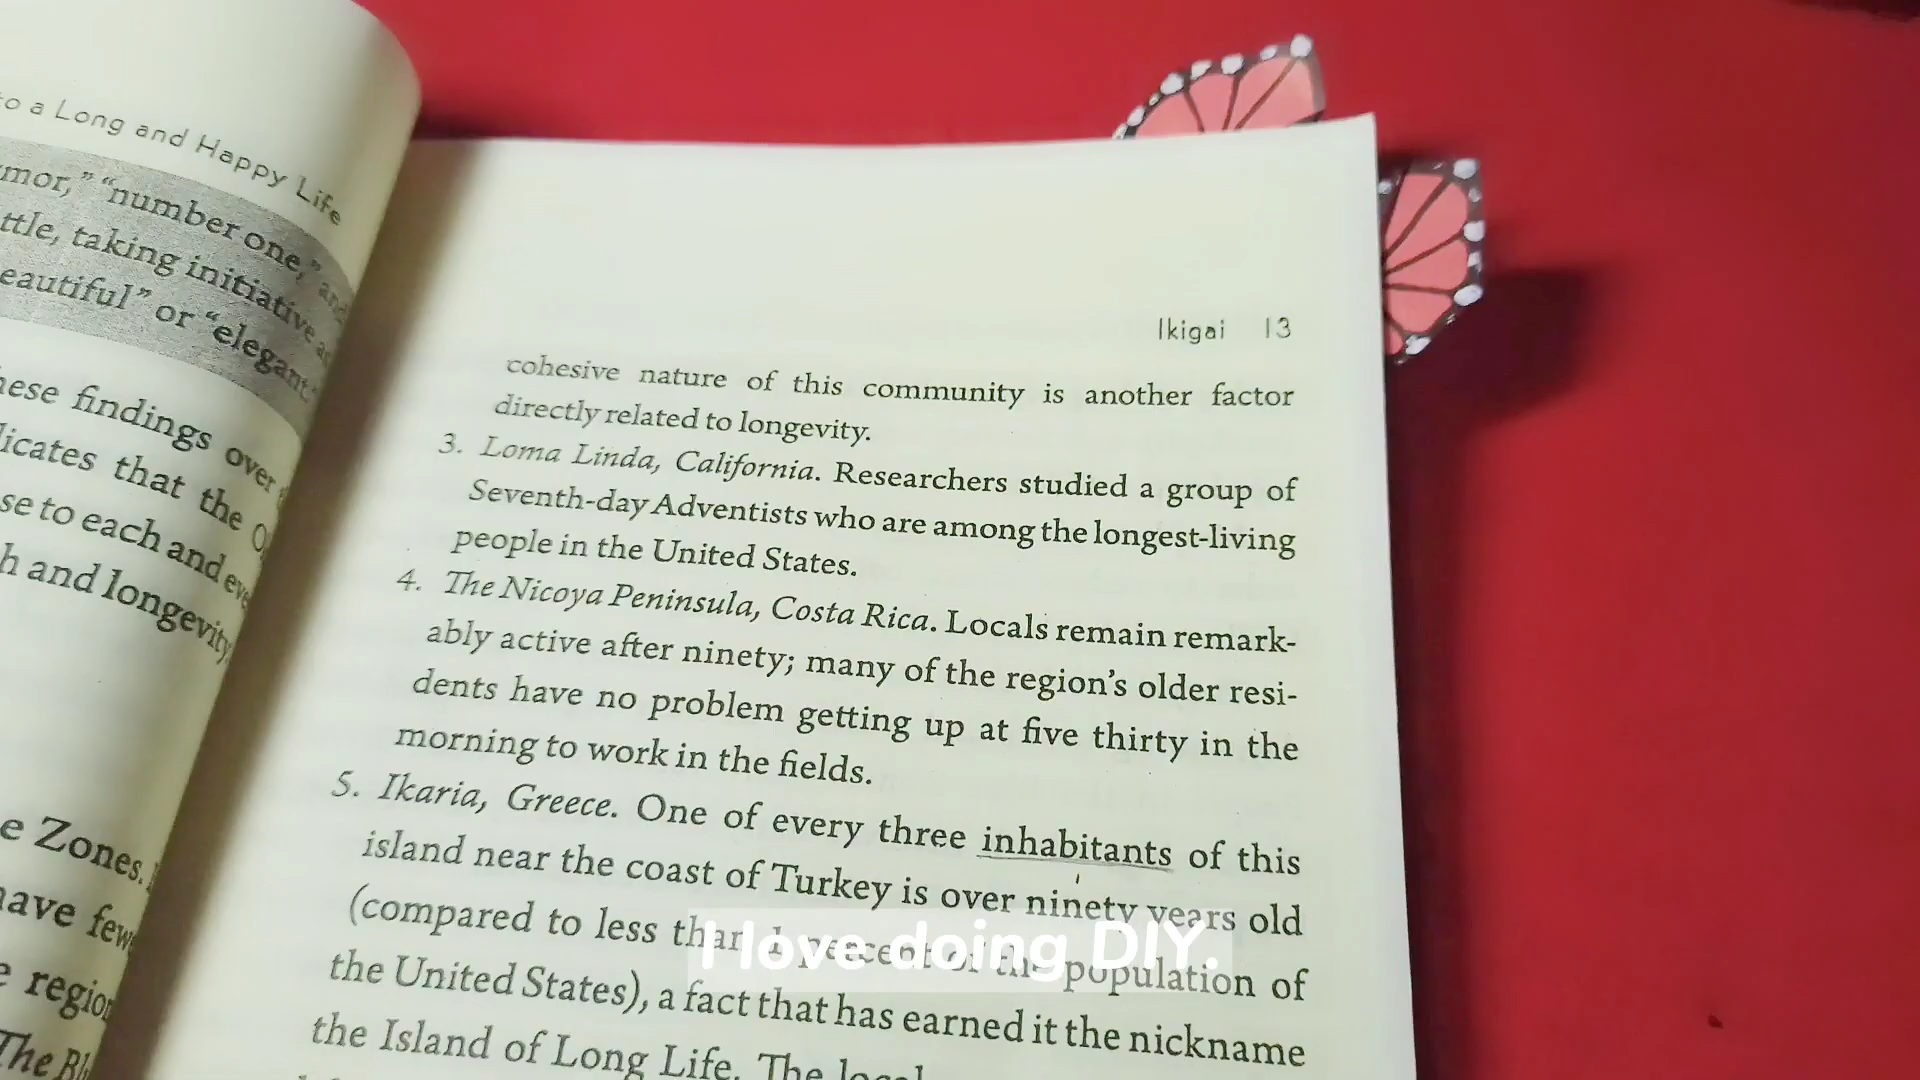 to a Long and Happy Life
mor,” “number one,” and
ttle, taking initiative
eautiful” or “elegant.”
hese findings over
licates that the
se to each and
h and longevity.
e Zones.
have few
e region
The Bl
Ikigai 13
cohesive nature of this community is another factor
directly related to longevity.
3. Loma Linda, California. Researchers studied a group of
Seventh-day Adventists who are among the longest-living
people in the United States.
4. The Nicoya Peninsula, Costa Rica. Locals remain remark-
ably active after ninety; many of the region’s older resi-
dents have no problem getting up at five thirty in the
morning to work in the fields.
5. Ikaria, Greece. One of every three inhabitants of this
island near the coast of Turkey is over ninety years old
(compared to less than 1 percent of the population of
the United States), a fact that has earned it the nickname
the Island of Long Life. The local
I love doing DIY.